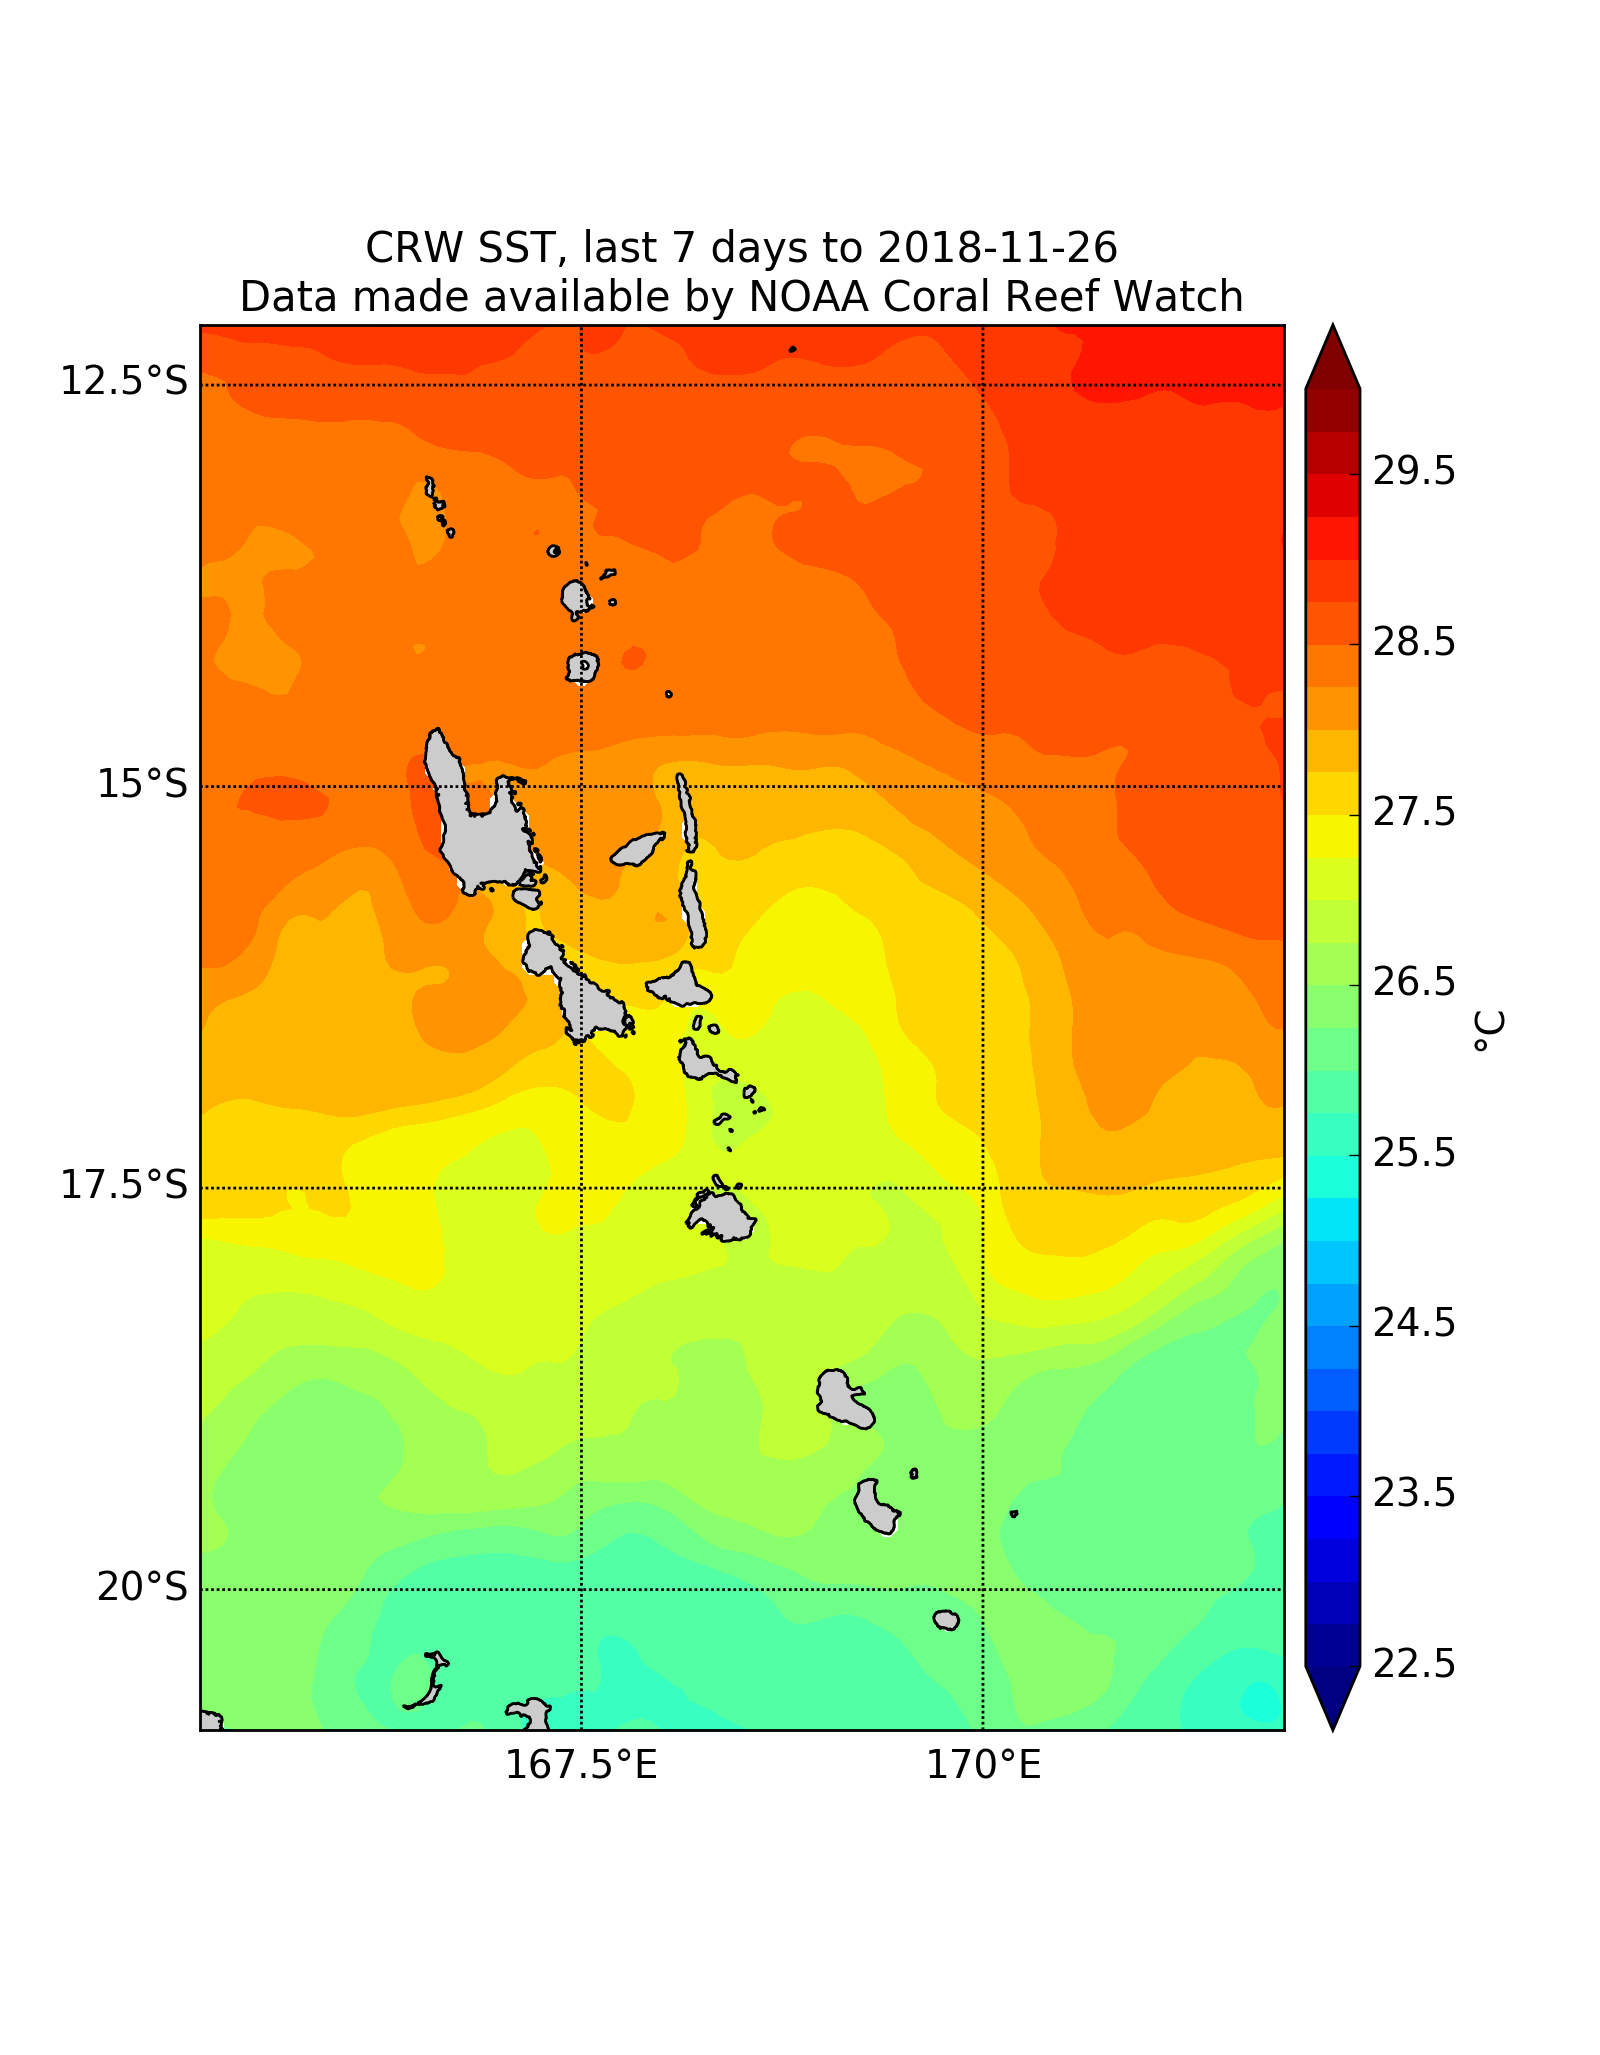 CRW SST, last 7 days to 2018-11-26
Data made available by NOAA Coral Reef Watch
12.5°S
15°S
17.5°S
20°S
167.5°E
170°E
29.5
28.5
27.5
26.5
25.5
24.5
23.5
22.5
°C